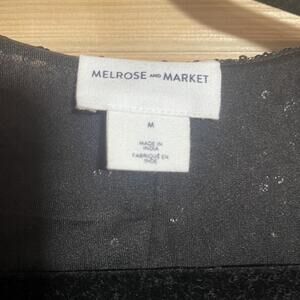 MELROSE AND MARKET
M
MADE IN
INDIA
FABRIQUÉ EN
INDE